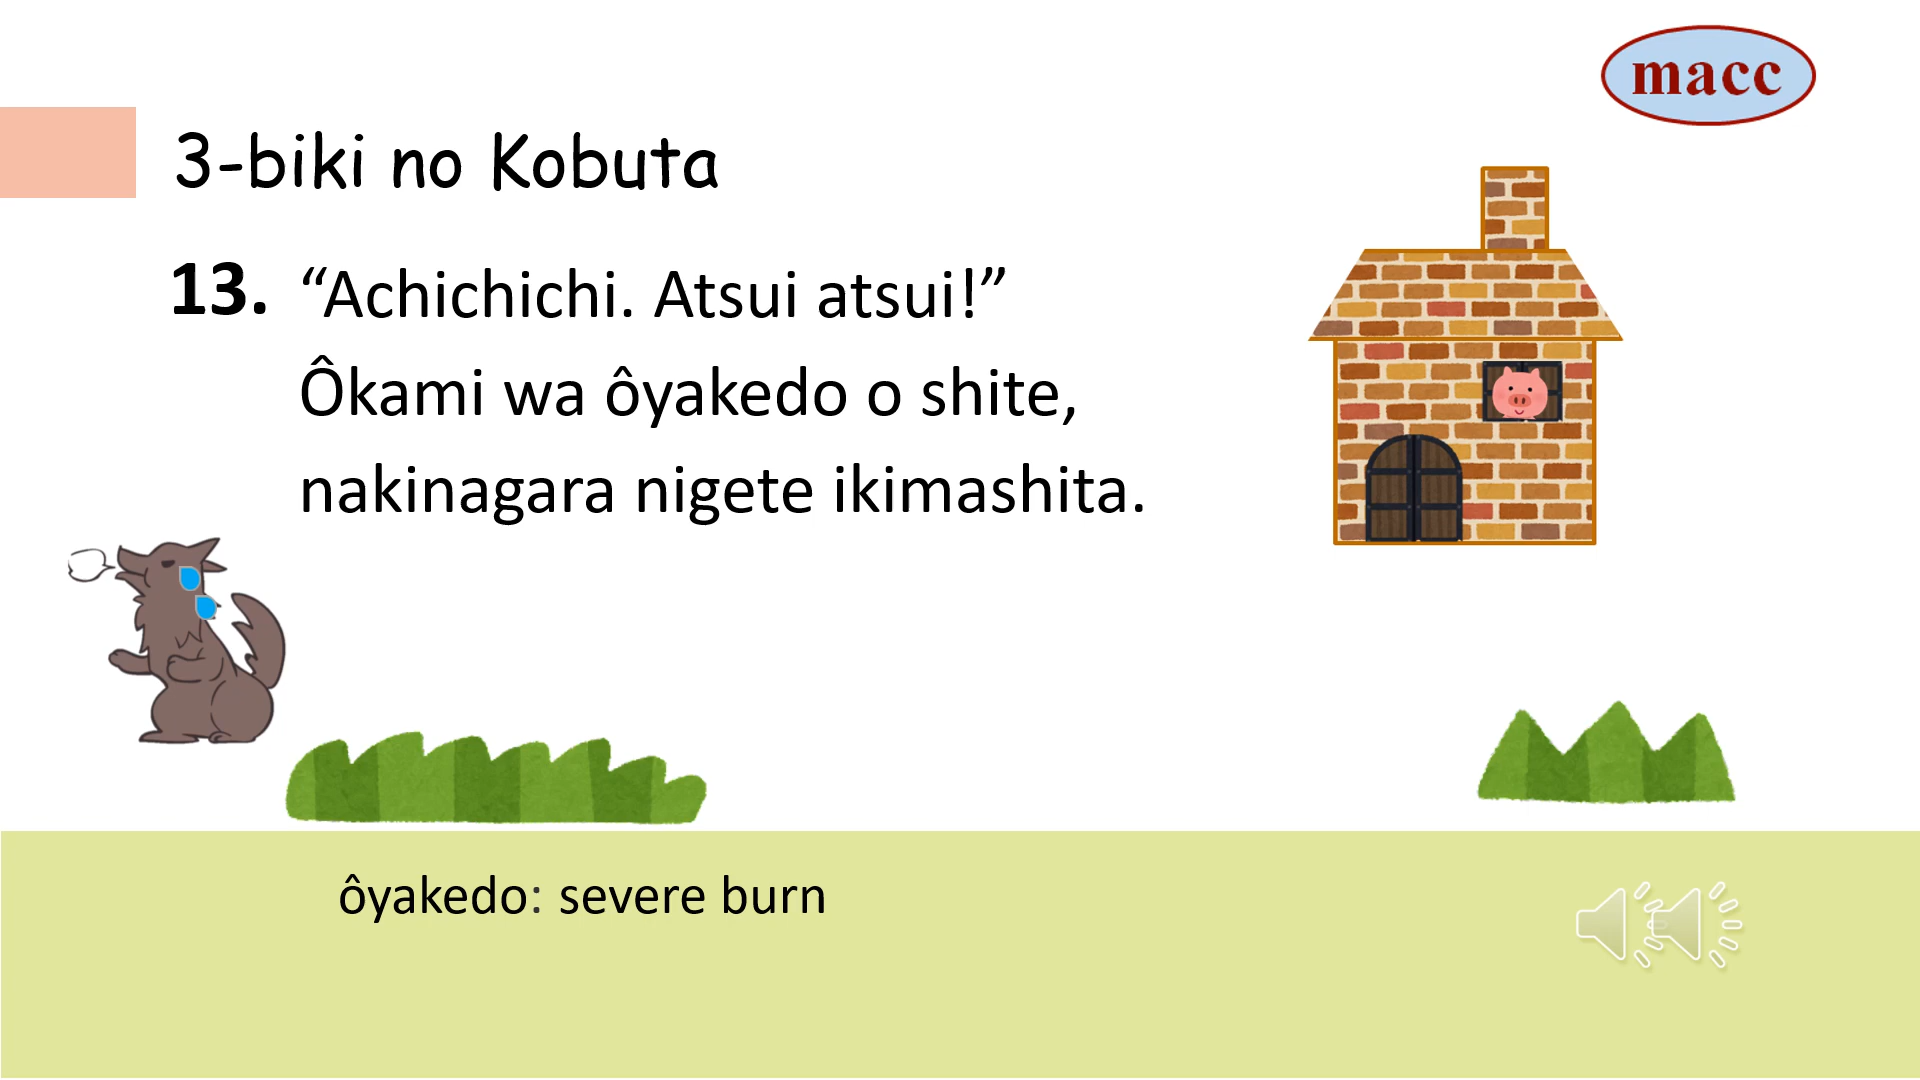 macc
3-biki no Kobuta
13. “Achichichi. Atsui atsui!”
Ôkami wa ôyakedo o shite,
nakinagara nigete ikimashita.
ôyakedo: severe burn